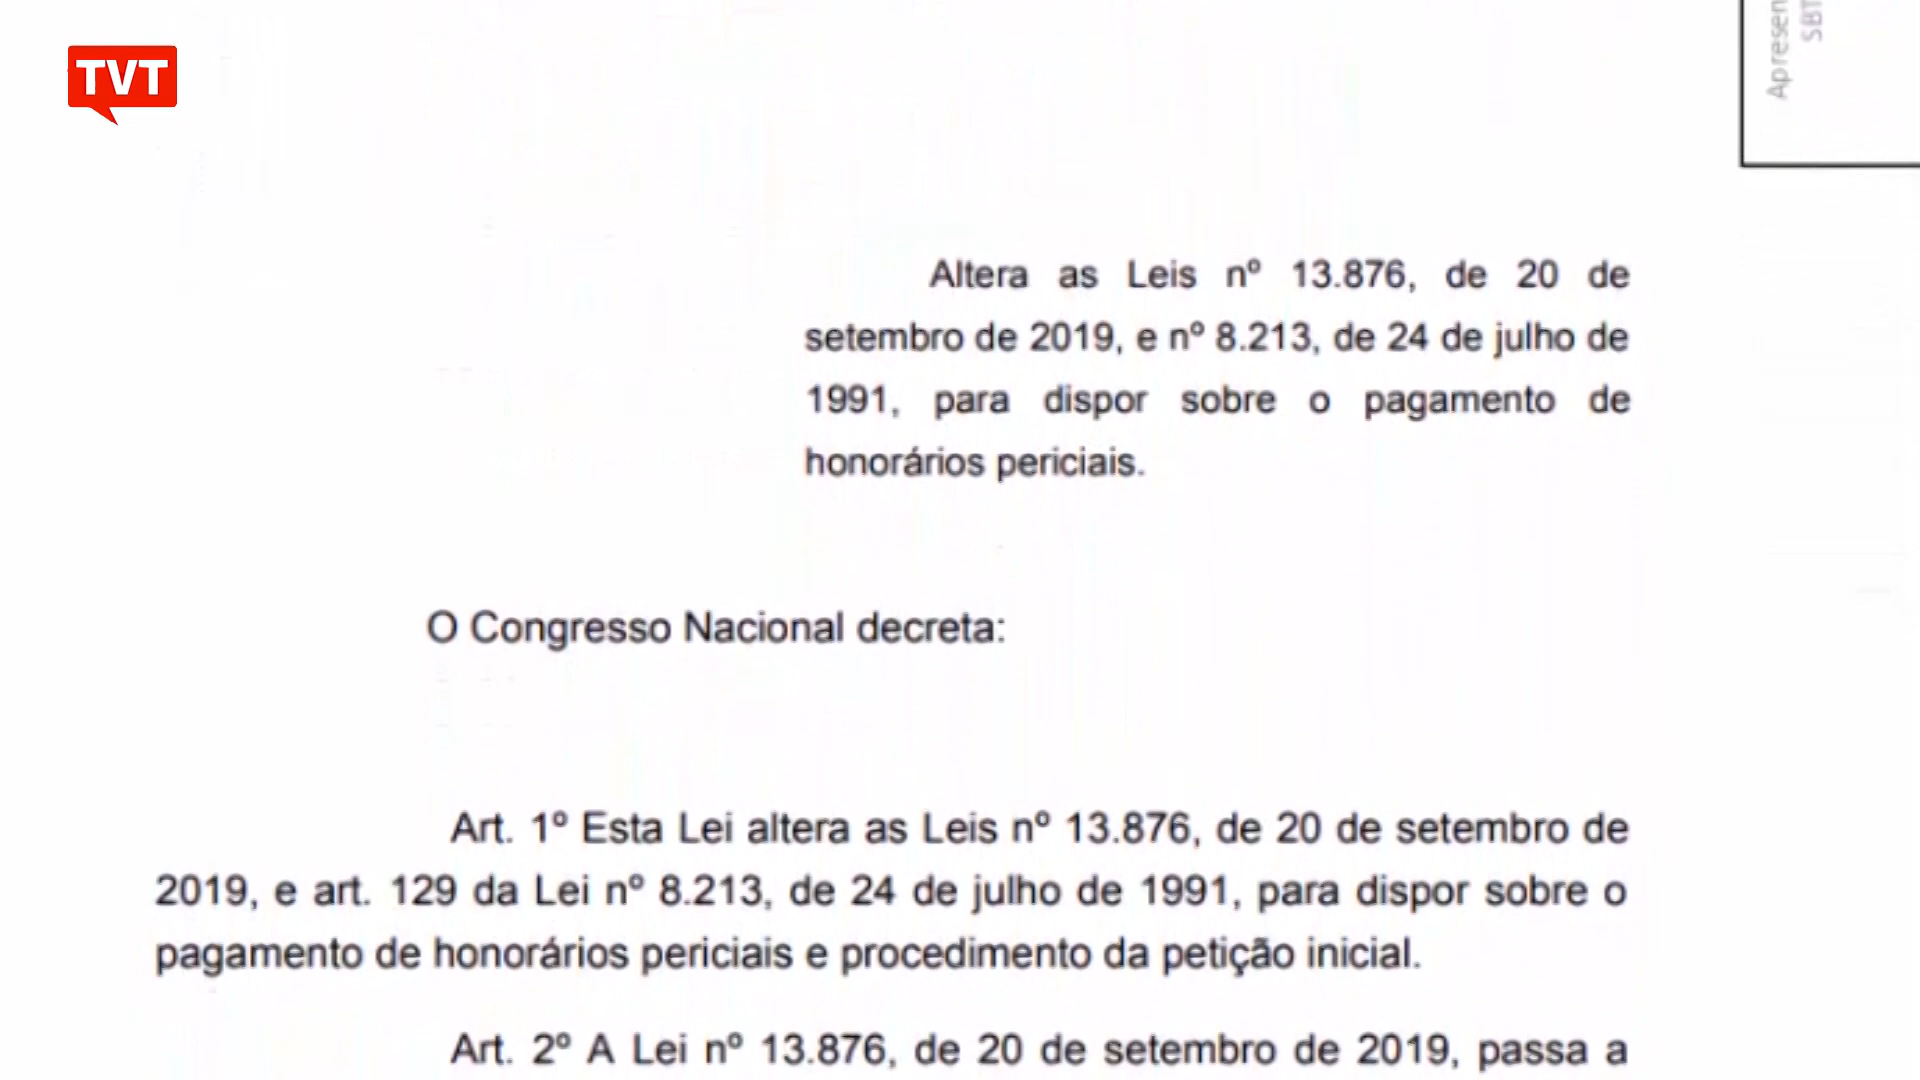 TVT
Apresen
SBT
Altera as Leis nº 13.876, de 20 de
setembro de 2019, e nº 8.213, de 24 de julho de
1991, para dispor sobre o pagamento de
honorários periciais.
O Congresso Nacional decreta:
Art. 1º Esta Lei altera as Leis nº 13.876, de 20 de setembro de
2019, e art. 129 da Lei nº 8.213, de 24 de julho de 1991, para dispor sobre o
pagamento de honorários periciais e procedimento da petição inicial.
Art. 2º A Lei nº 13.876, de 20 de setembro de 2019, passa a